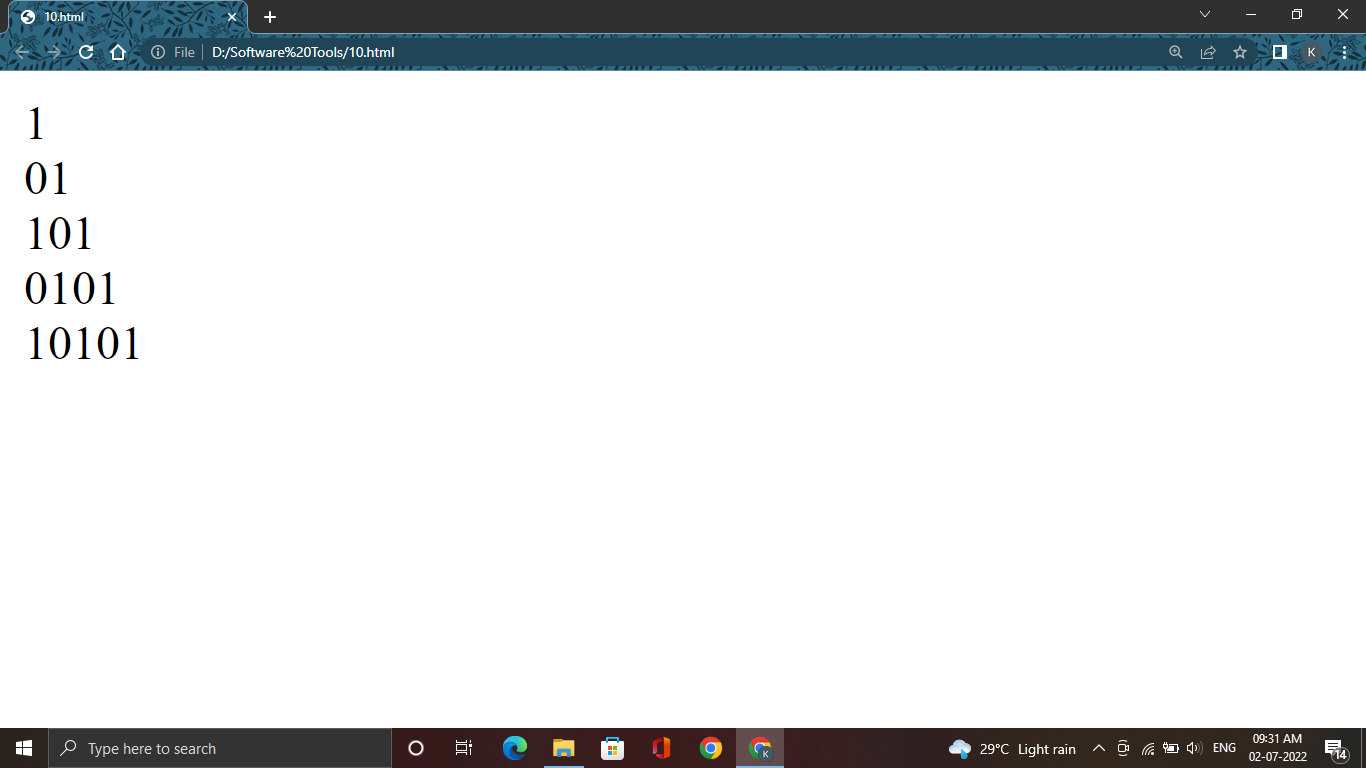 10.html
File
D:/Software%20Tools/10.html
K
1
01
101
0101
10101
Type here to search
K
29°C Light rain
ENG
09:31 AM
02-07-2022
14